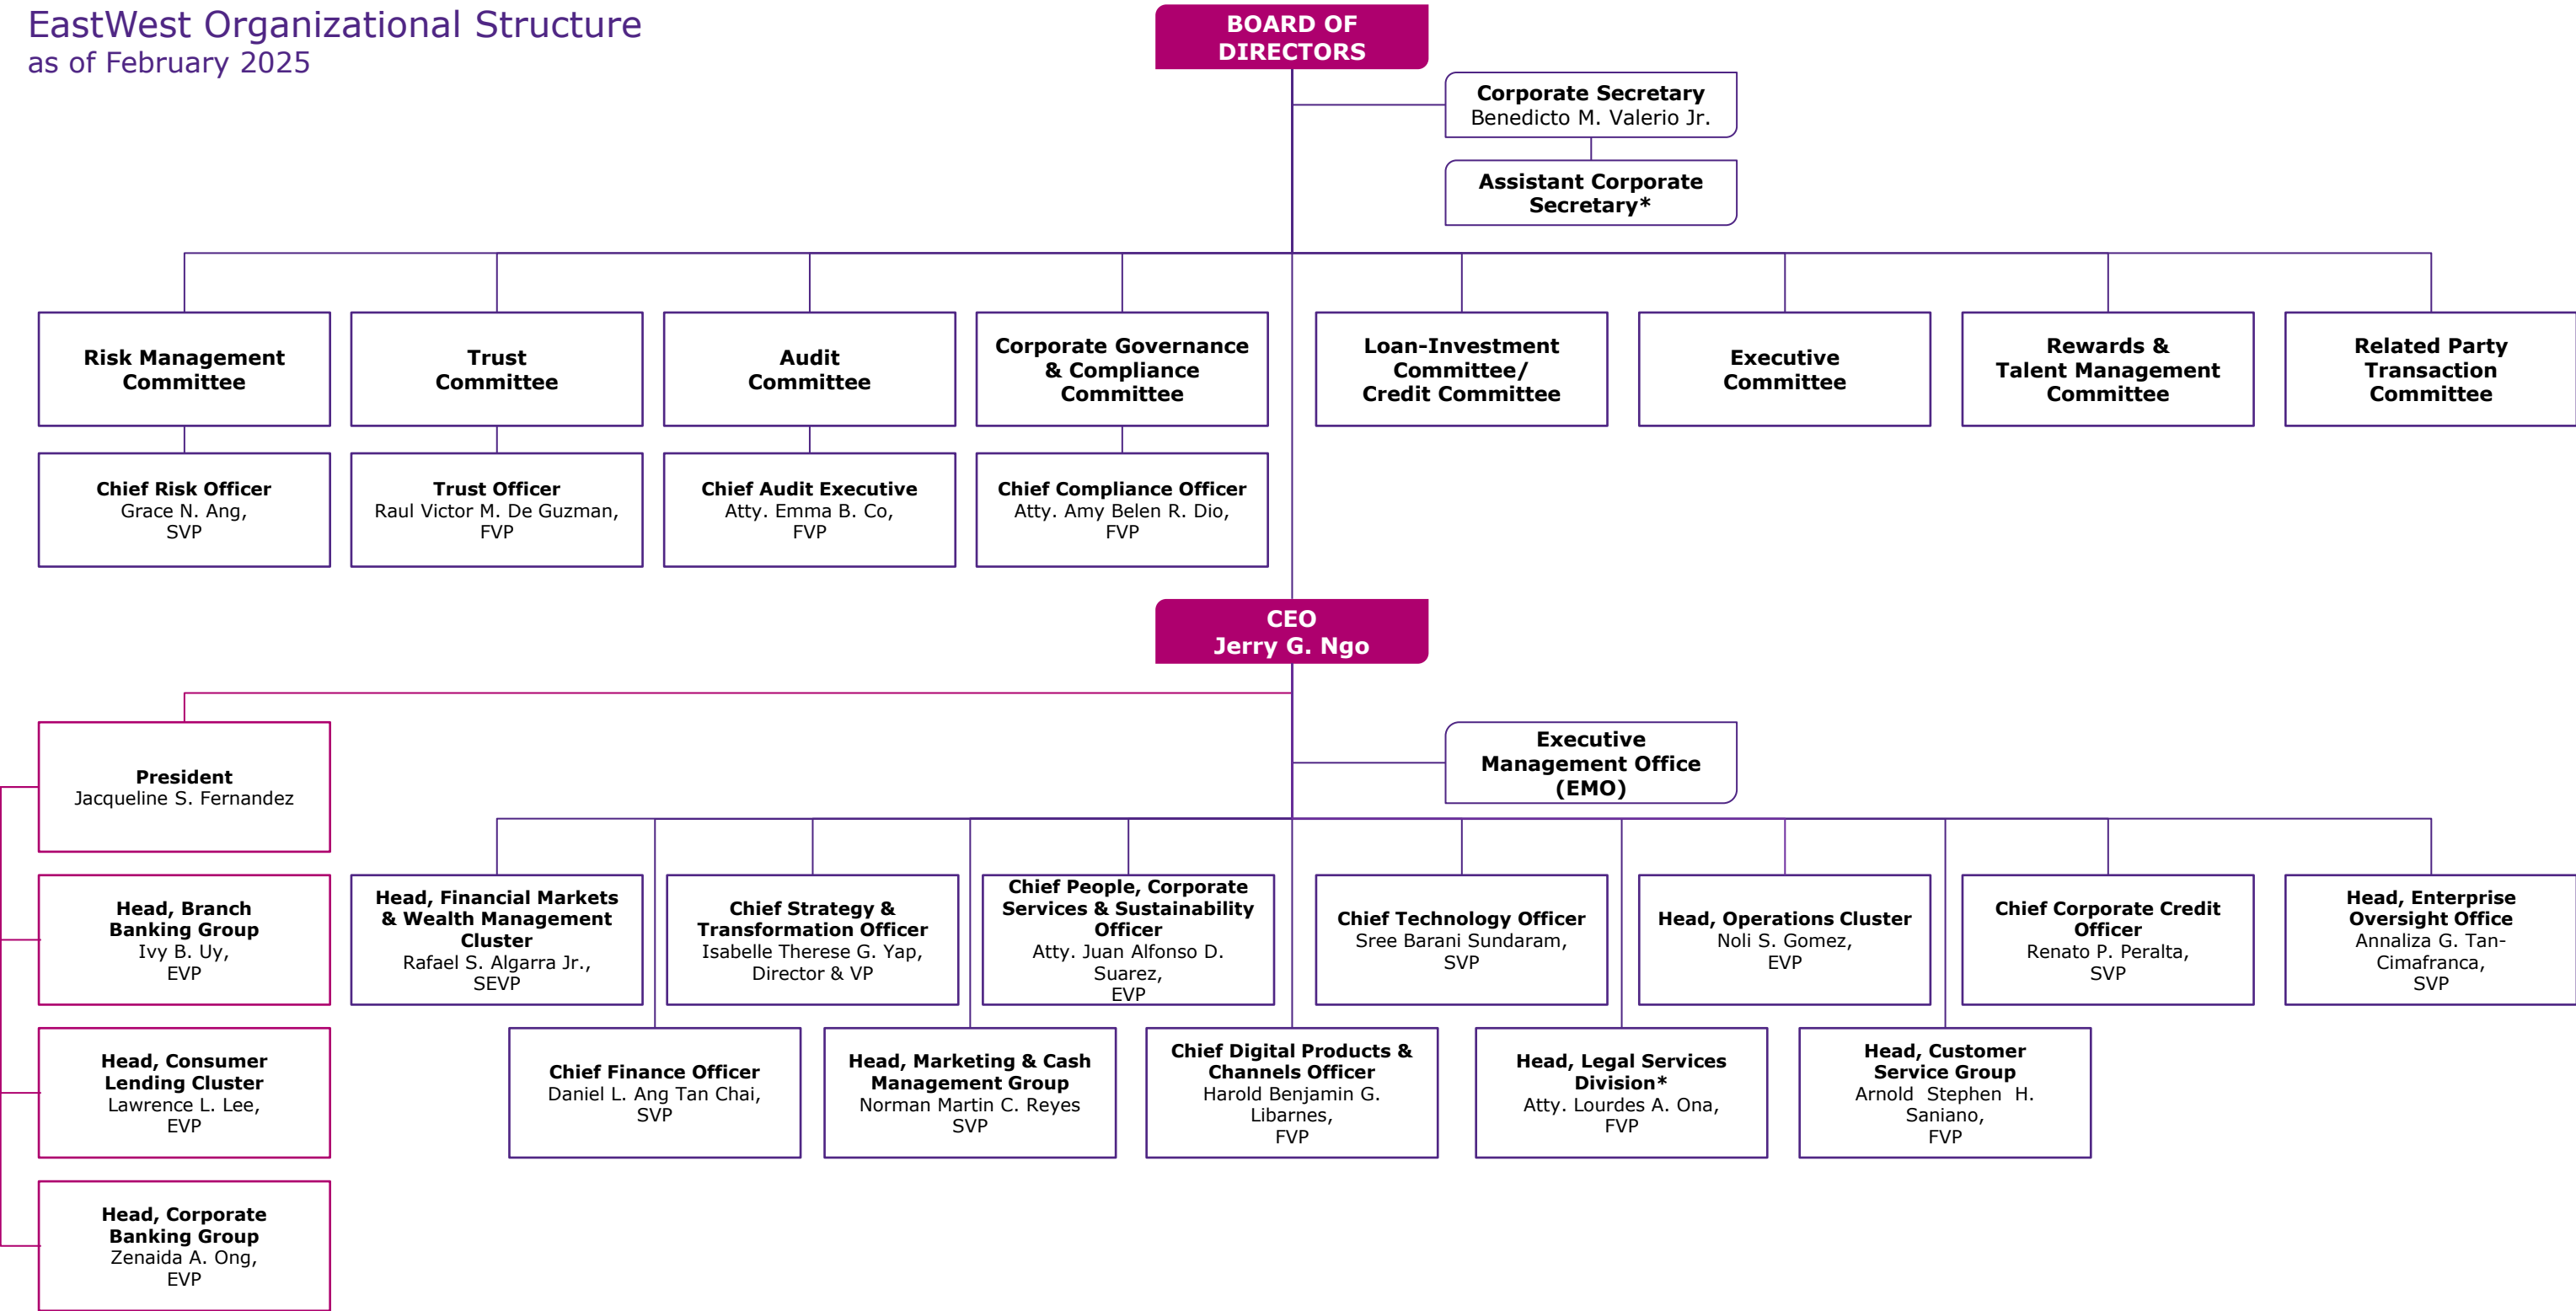 EastWest Organizational Structure
as of February 2025
BOARD OF
DIRECTORS
Corporate Secretary
Benedicto M. Valerio Jr.
Assistant Corporate
Secretary*
Risk Management
Committee
Trust
Committee
Audit
Committee
Corporate Governance
& Compliance
Committee
Loan-Investment
Committee/
Credit Committee
Executive
Committee
Rewards &
Talent Management
Committee
Related Party
Transaction
Committee
Chief Risk Officer
Grace N. Ang,
SVP
Trust Officer
Raul Victor M. De Guzman,
FVP
Chief Audit Executive
Atty. Emma B. Co,
FVP
Chief Compliance Officer
Atty. Amy Belen R. Dio,
FVP
CEO
Jerry G. Ngo
President
Jacqueline S. Fernandez
Executive
Management Office
(EMO)
Head, Branch
Banking Group
Ivy B. Uy,
EVP
Head, Financial Markets
& Wealth Management
Cluster
Rafael S. Algarra Jr.,
SEVP
Chief Strategy &
Transformation Officer
Isabelle Therese G. Yap,
Director & VP
Chief People, Corporate
Services & Sustainability
Officer
Atty. Juan Alfonso D.
Suarez,
EVP
Chief Technology Officer
Sree Barani Sundaram,
SVP
Head, Operations Cluster
Noli S. Gomez,
EVP
Chief Corporate Credit
Officer
Renato P. Peralta,
SVP
Head, Enterprise
Oversight Office
Annaliza G. Tan-
Cimafranca,
SVP
Head, Consumer
Lending Cluster
Lawrence L. Lee,
EVP
Chief Finance Officer
Daniel L. Ang Tan Chai,
SVP
Head, Marketing & Cash
Management Group
Norman Martin C. Reyes
SVP
Chief Digital Products &
Channels Officer
Harold Benjamin G.
Libarnes,
FVP
Head, Legal Services
Division*
Atty. Lourdes A. Ona,
FVP
Head, Customer
Service Group
Arnold  Stephen  H.
Saniano,
FVP
Head, Corporate
Banking Group
Zenaida A. Ong,
EVP